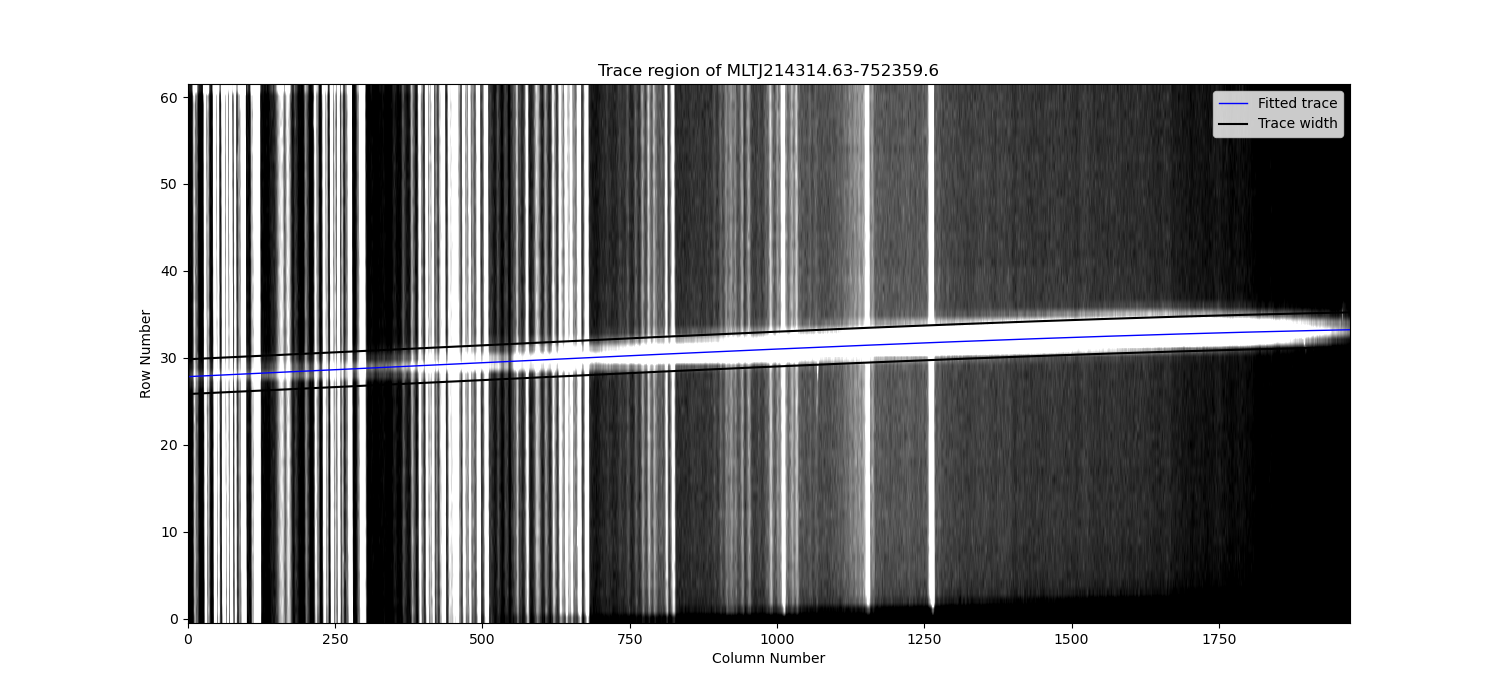 Trace region of MLTJ214314.63-752359.6
Fitted trace
Trace width
Row Number
60
50
40
30
20
10
0
0 250 500 750 1000 1250 1500 1750
Column Number